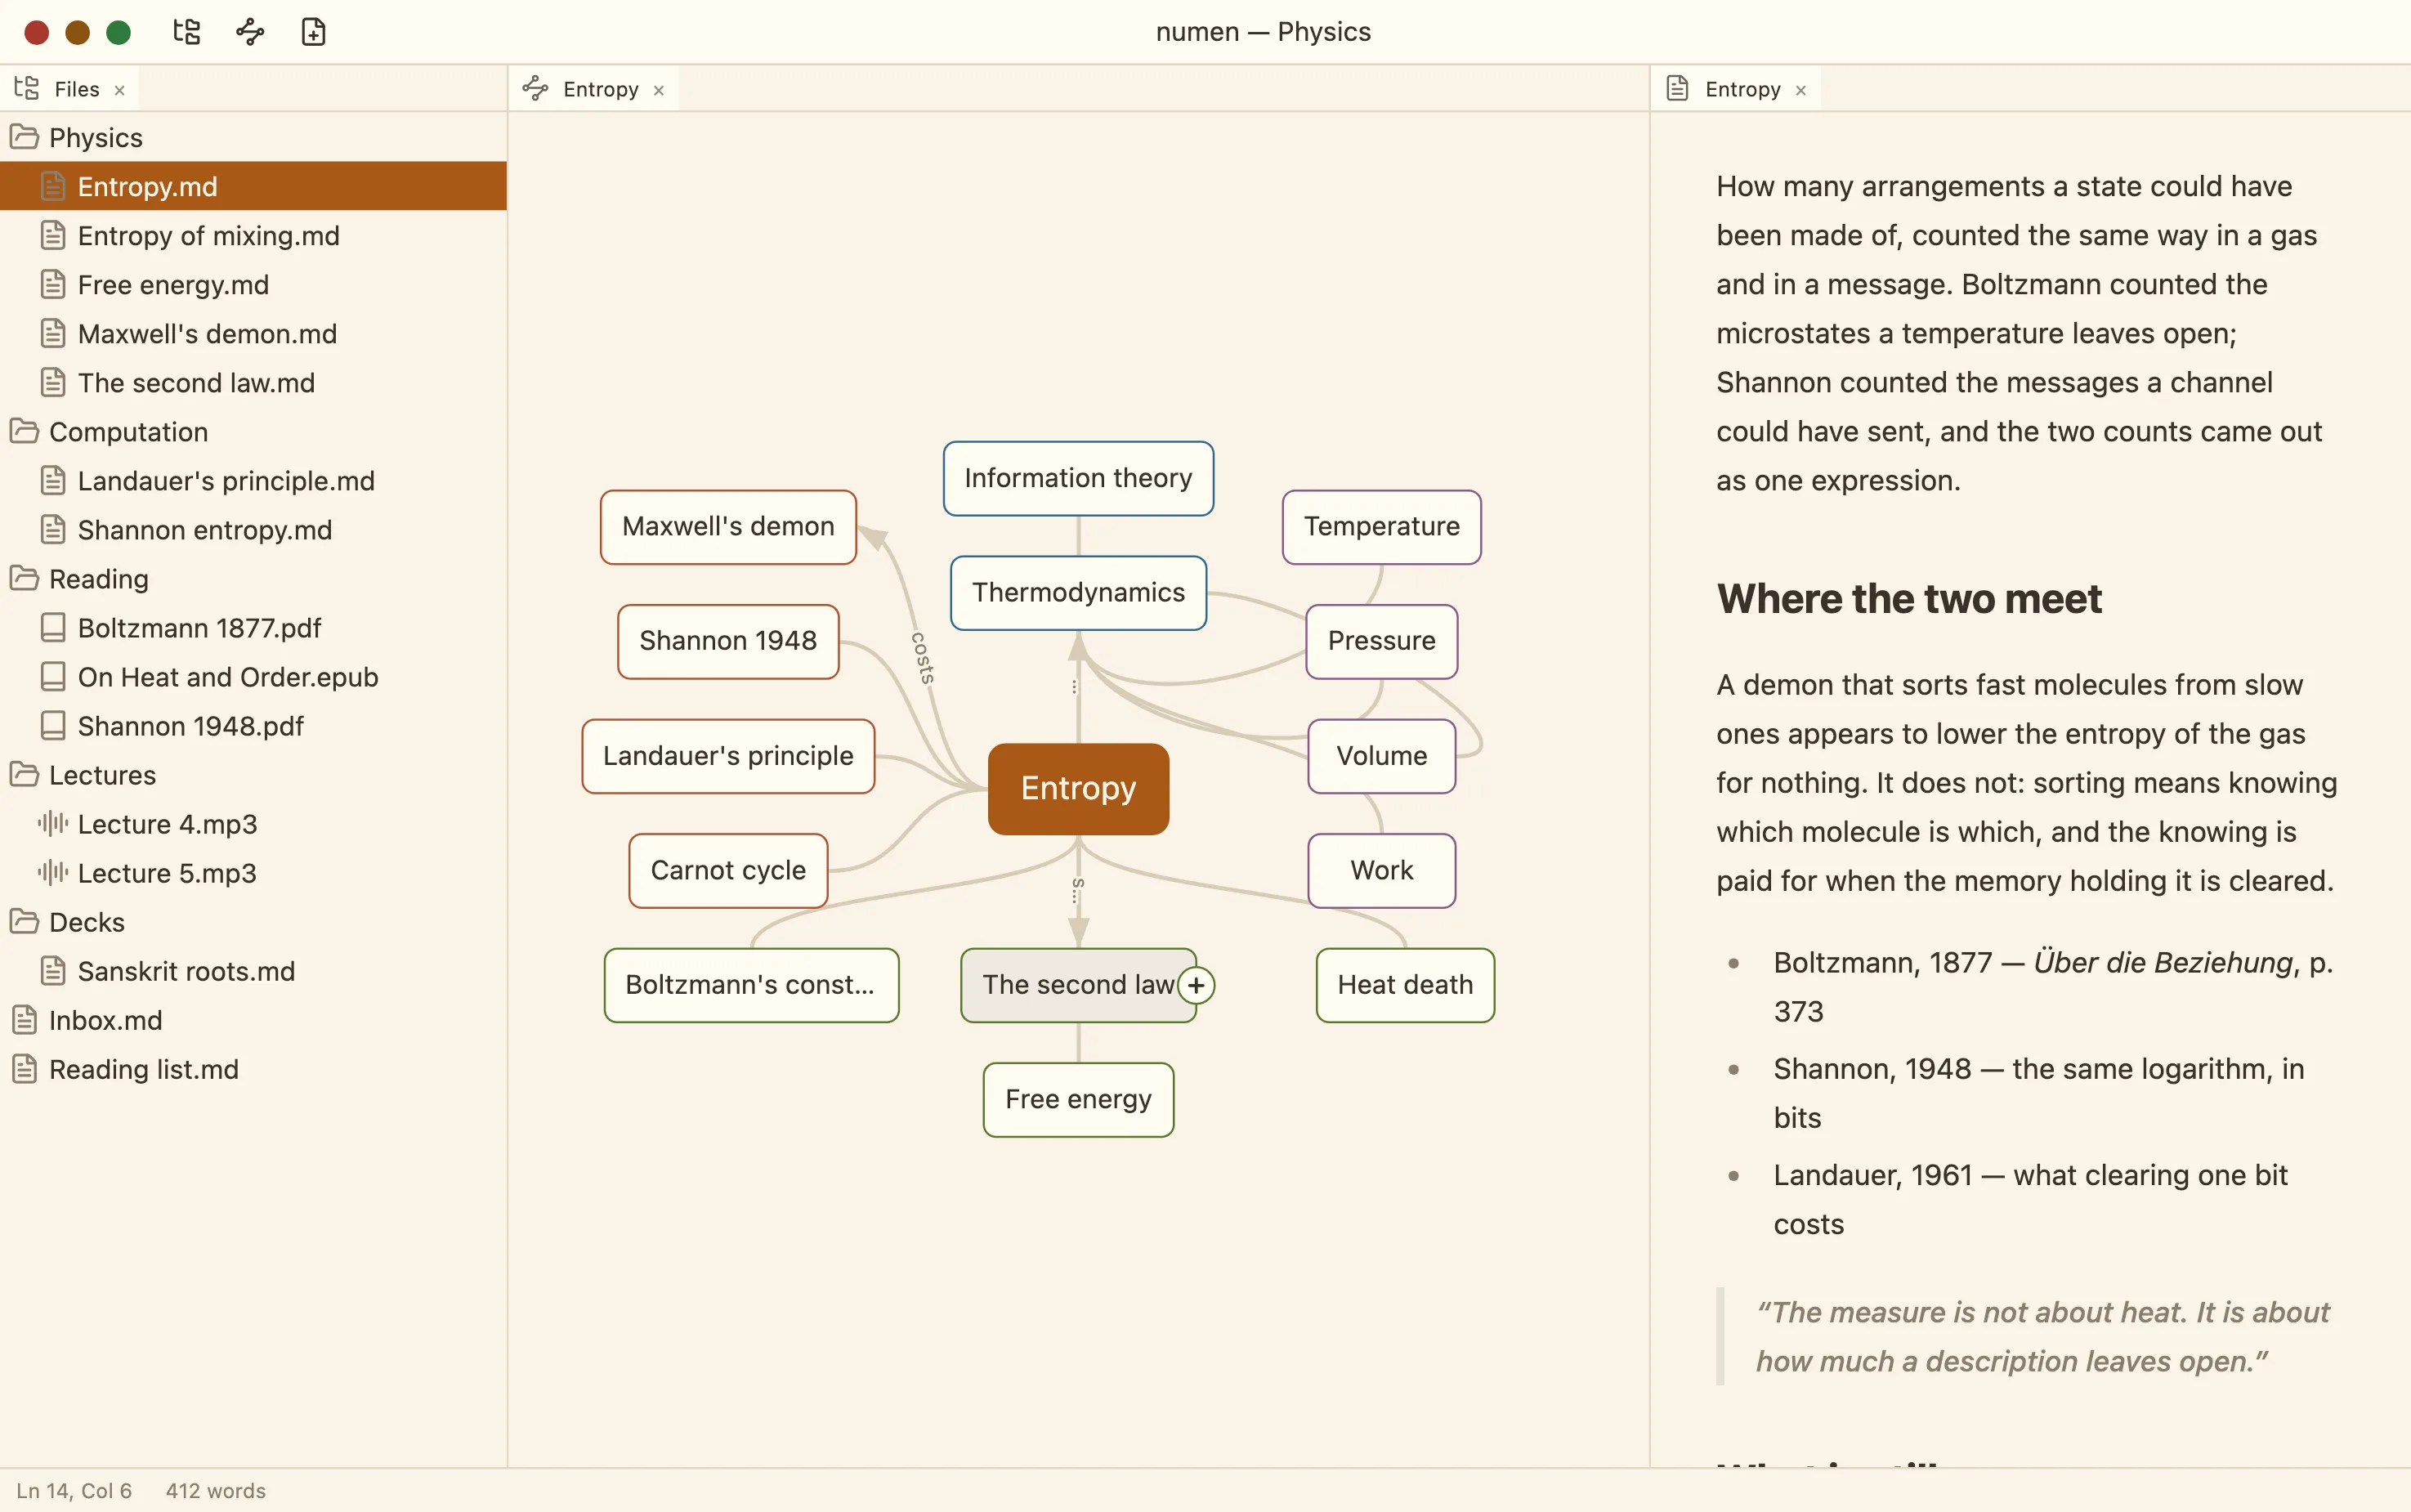 numen — Physics
Files
Physics
Entropy.md
Entropy of mixing.md
Free energy.md
Maxwell's demon.md
The second law.md
Computation
Landauer's principle.md
Shannon entropy.md
Reading
Boltzmann 1877.pdf
On Heat and Order.epub
Shannon 1948.pdf
Lectures
Lecture 4.mp3
Lecture 5.mp3
Decks
Sanskrit roots.md
Inbox.md
Reading list.md
Entropy
Information theory
Maxwell's demon
Temperature
Thermodynamics
Shannon 1948
costs
Pressure
...
Landauer's principle
Volume
Entropy
Carnot cycle
s...
Work
Boltzmann's const...
The second law
Heat death
Free energy
Entropy
How many arrangements a state could have
been made of, counted the same way in a gas
and in a message. Boltzmann counted the
microstates a temperature leaves open;
Shannon counted the messages a channel
could have sent, and the two counts came out
as one expression.
Where the two meet
A demon that sorts fast molecules from slow
ones appears to lower the entropy of the gas
for nothing. It does not: sorting means knowing
which molecule is which, and the knowing is
paid for when the memory holding it is cleared.
• Boltzmann, 1877 — Über die Beziehung, p.
373
• Shannon, 1948 — the same logarithm, in
bits
• Landauer, 1961 — what clearing one bit
costs
“The measure is not about heat. It is about
how much a description leaves open.”
Ln 14, Col 6
412 words